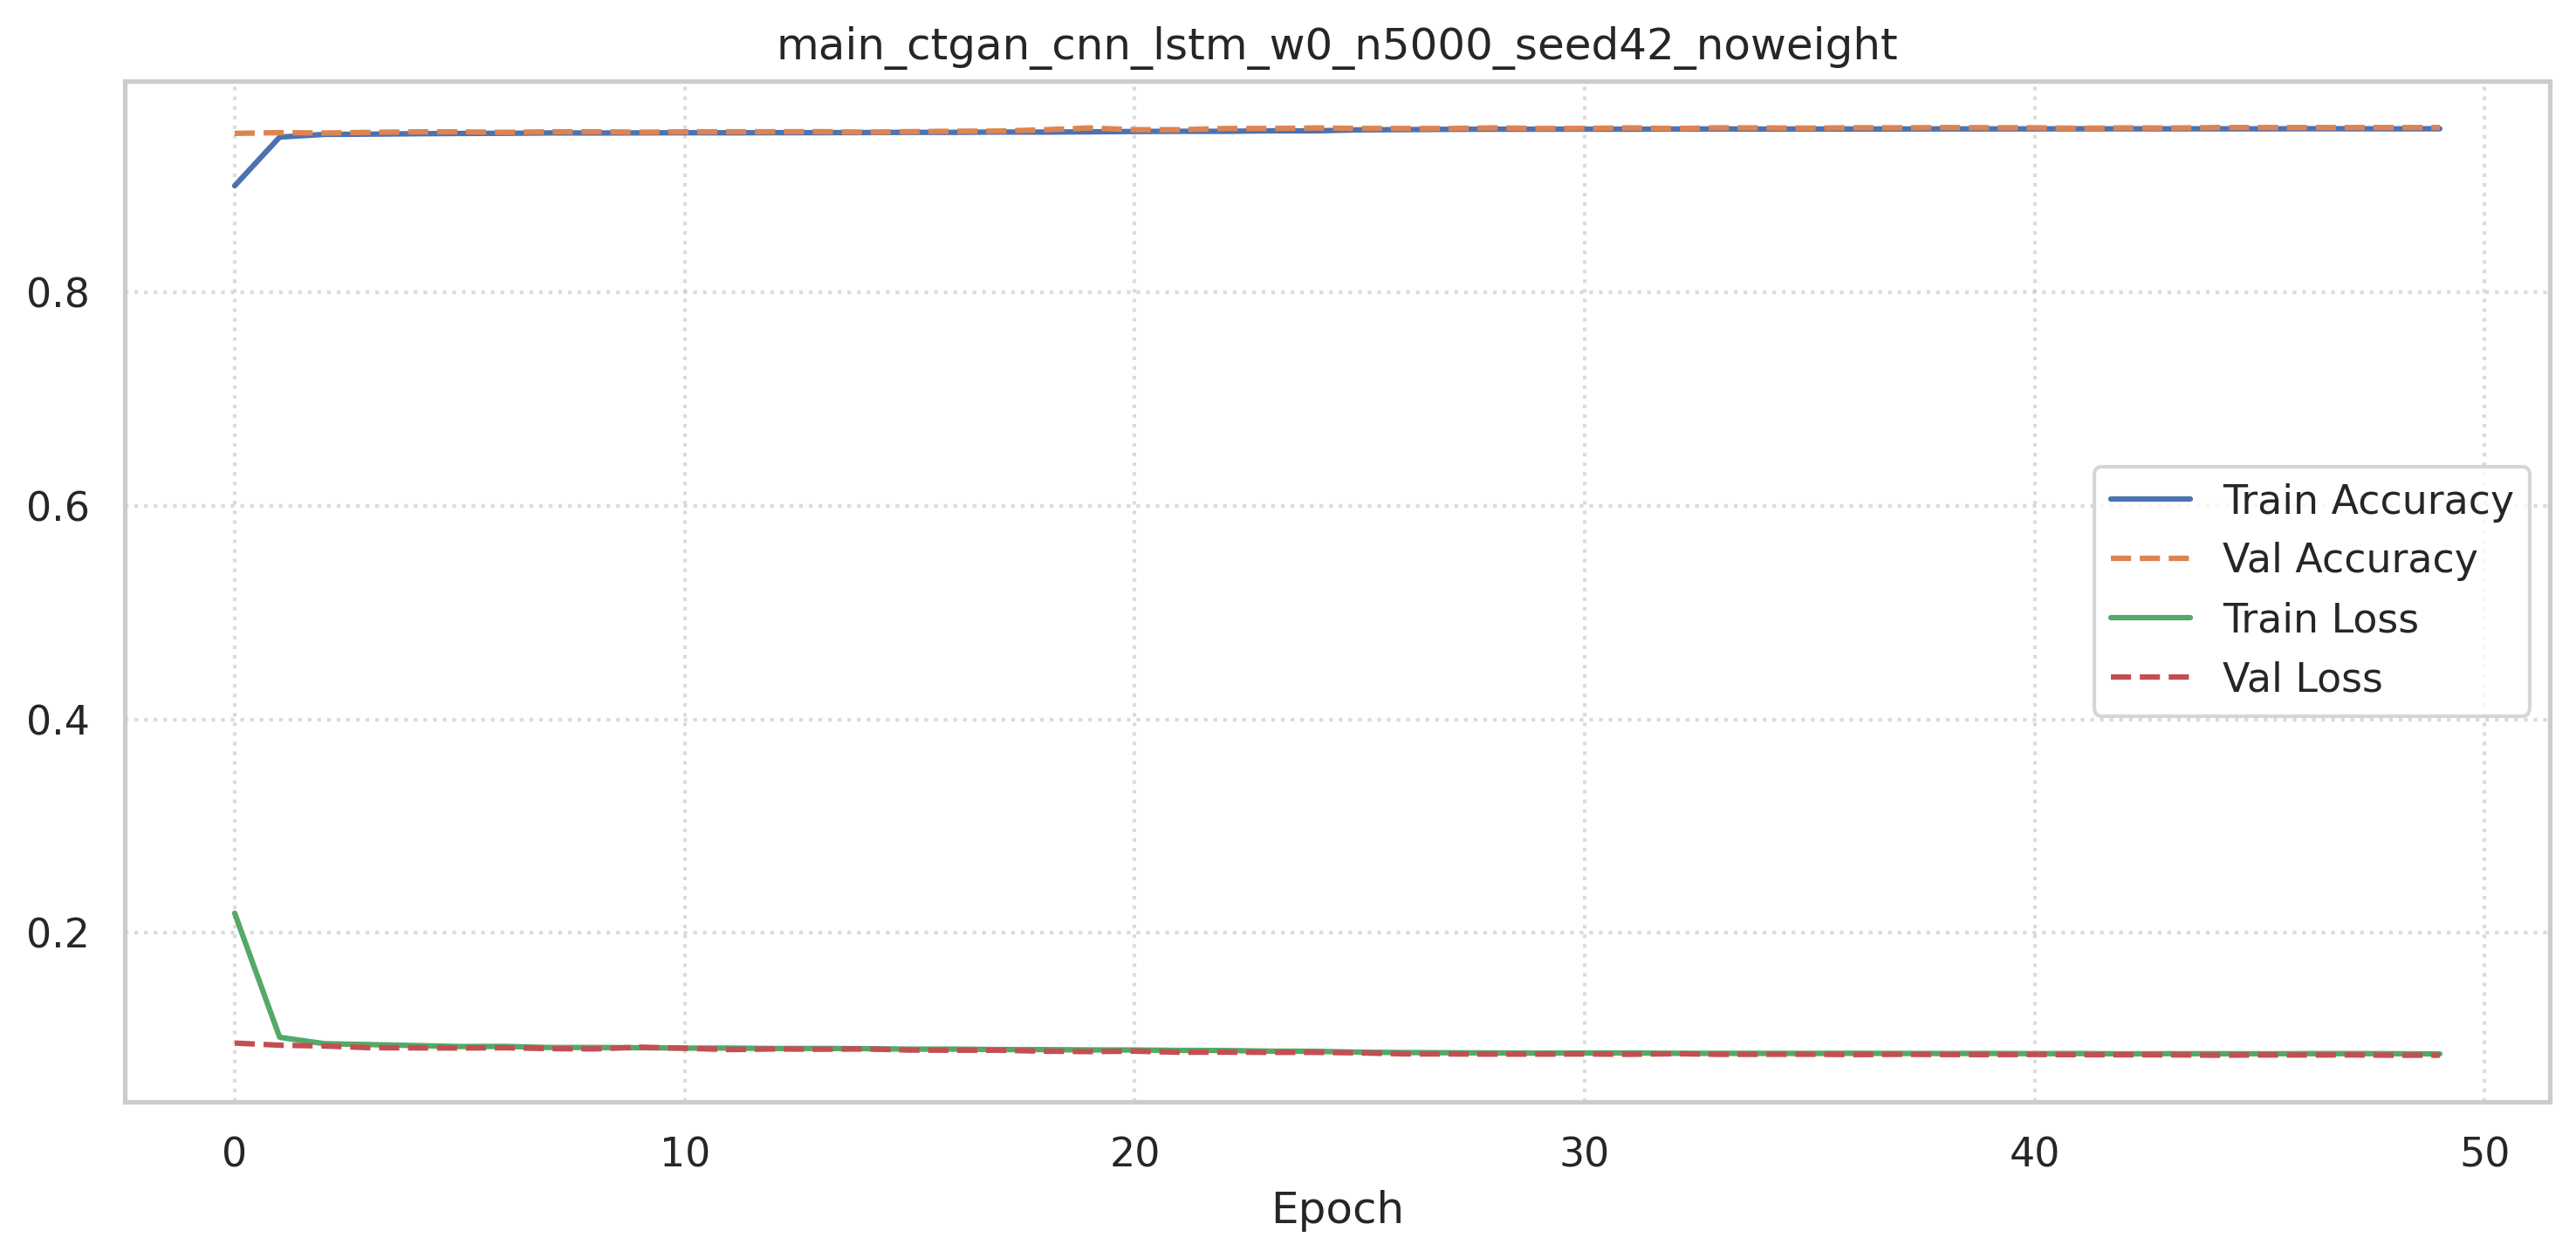 main_ctgan_cnn_lstm_w0_n5000_seed42_noweight
0.8
0.6
0.4
0.2
Train Accuracy
Val Accuracy
Train Loss
Val Loss
0 10 20 30 40 50
Epoch